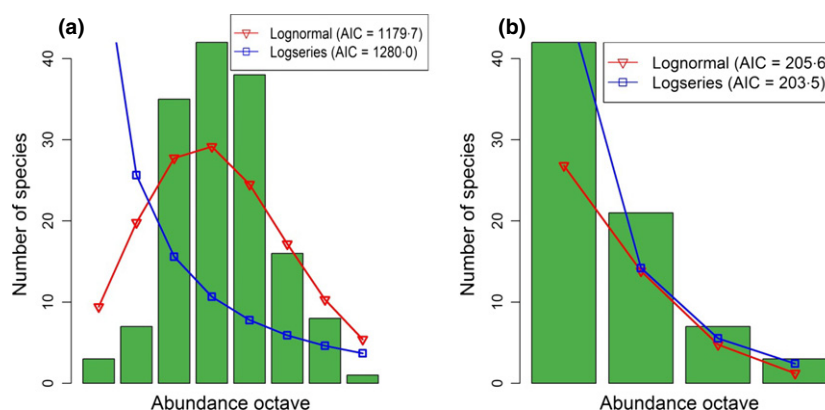 (a)
Lognormal (AIC = 1179·7)
Logseries (AIC = 1280·0)
Number of species
40
30
20
10
0
Abundance octave
(b)
Lognormal (AIC = 205·6
Logseries (AIC = 203·5)
Number of species
40
30
20
10
0
Abundance octave